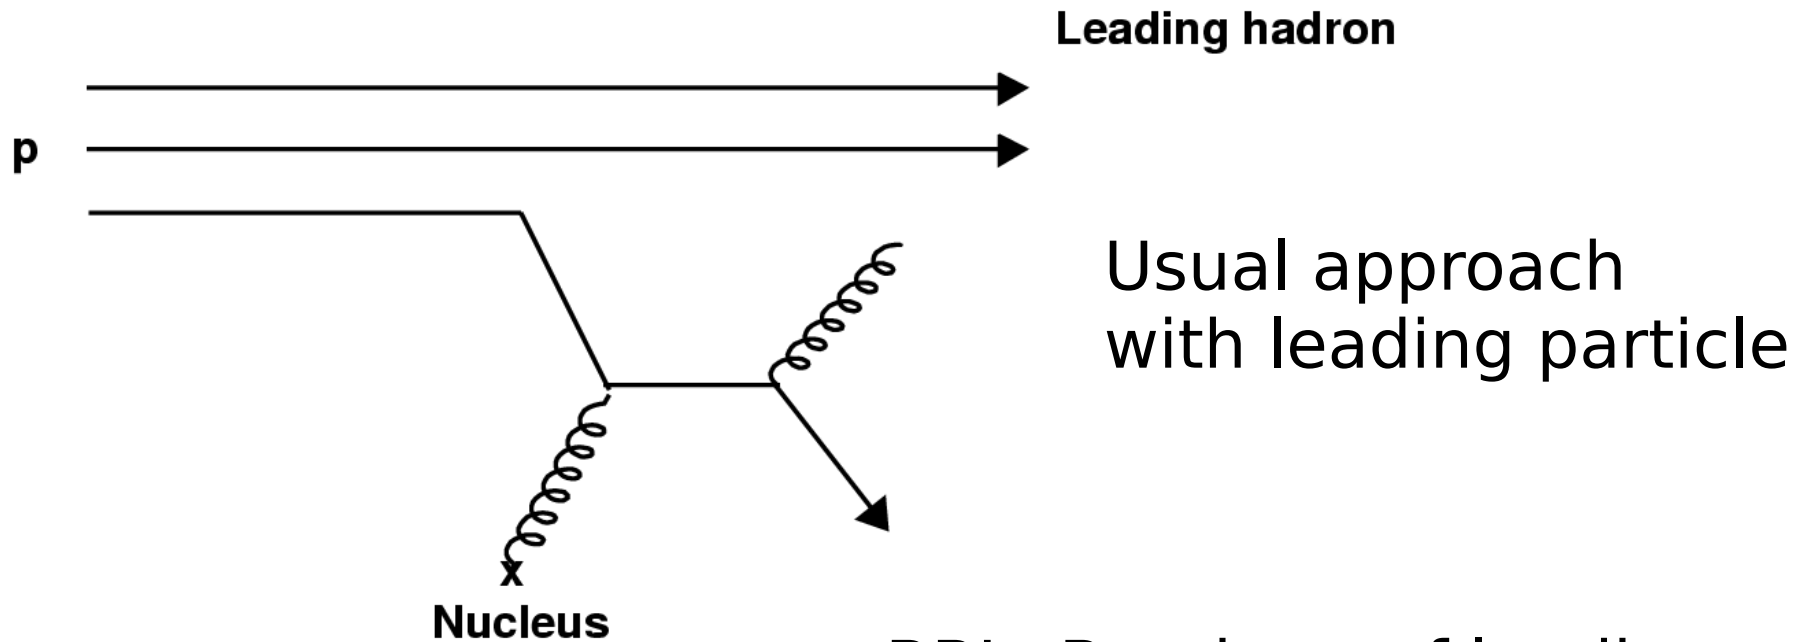 Leading hadron
p
Usual approach
with leading particle
x
Nucleus